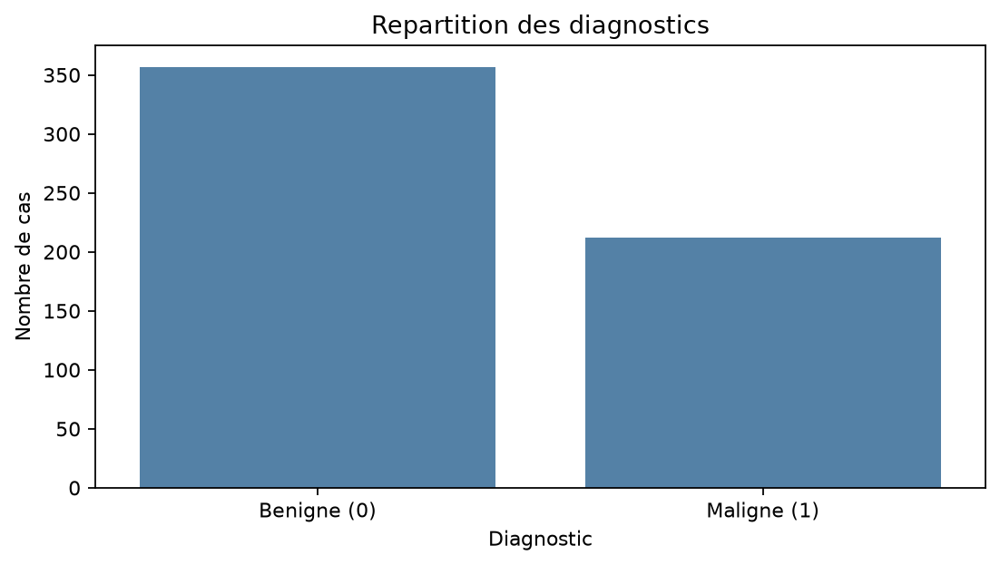 Repartition des diagnostics
350
300
250
200
150
100
50
0
Nombre de cas
Benigne (0)
Maligne (1)
Diagnostic